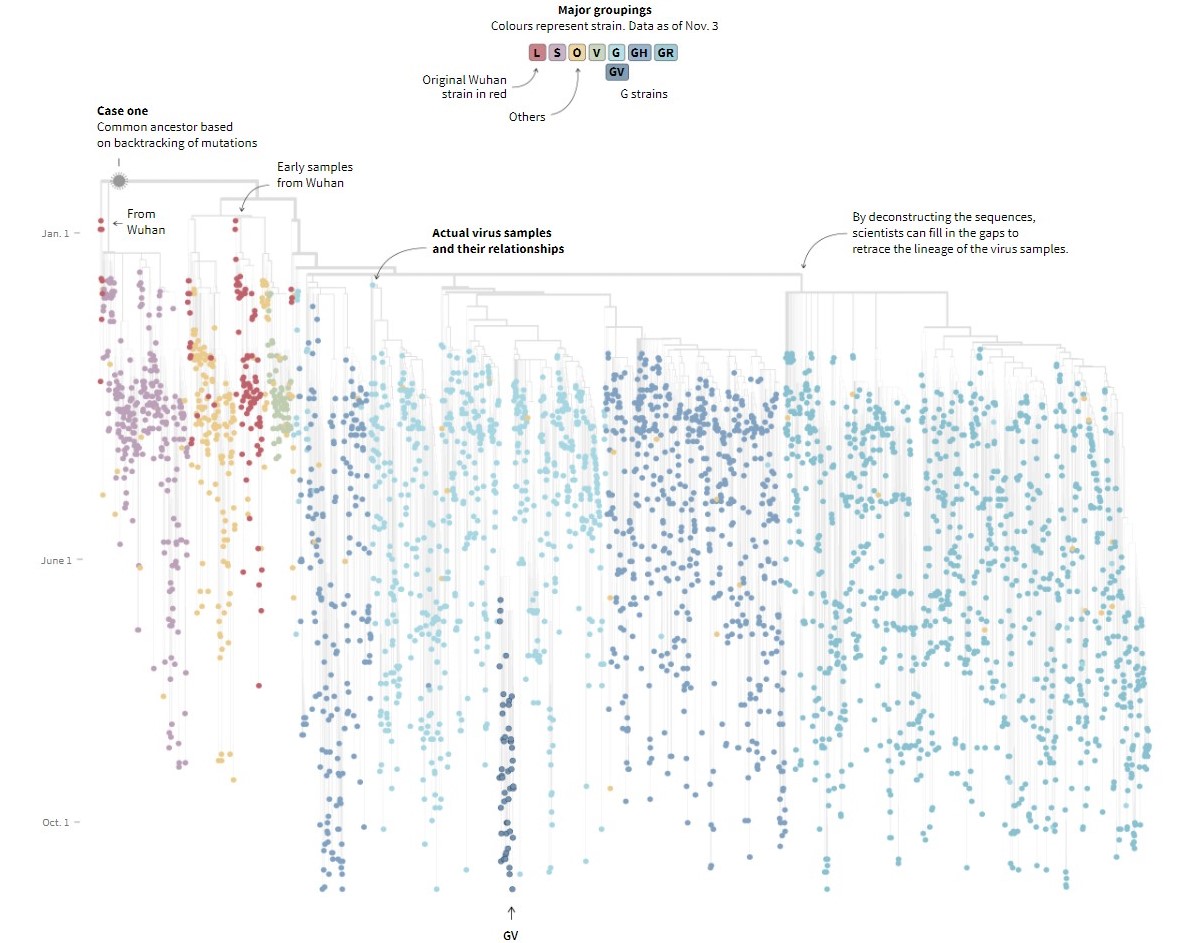 Major groupings
Colours represent strain. Data as of Nov. 3
L S O V G GH GR
GV
Original Wuhan
strain in red
G strains
Others
Case one
Common ancestor based
on backtracking of mutations
Early samples
from Wuhan
From
Wuhan
Jan. 1
Actual virus samples
and their relationships
By deconstructing the sequences,
scientists can fill in the gaps to
retrace the lineage of the virus samples.
June 1
Oct. 1
GV